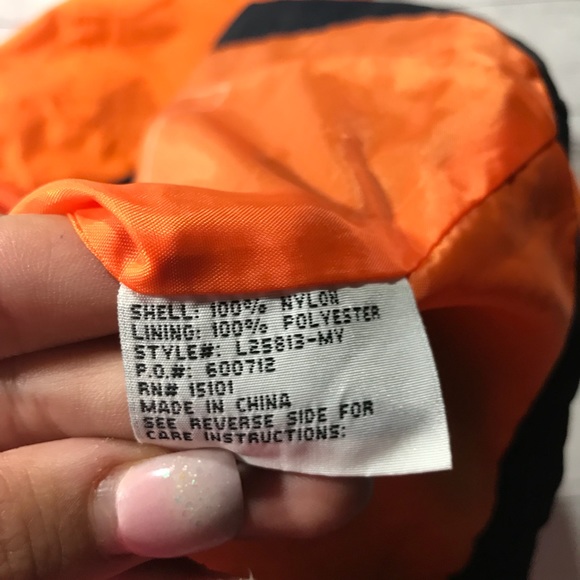 SHELL: 100% NYLON
LINING: 100% POLYESTER
STYLE#: L25813-MY
P.O.#: 600712
RN# 15101
MADE IN CHINA
SEE REVERSE SIDE FOR
CARE INSTRUCTIONS: